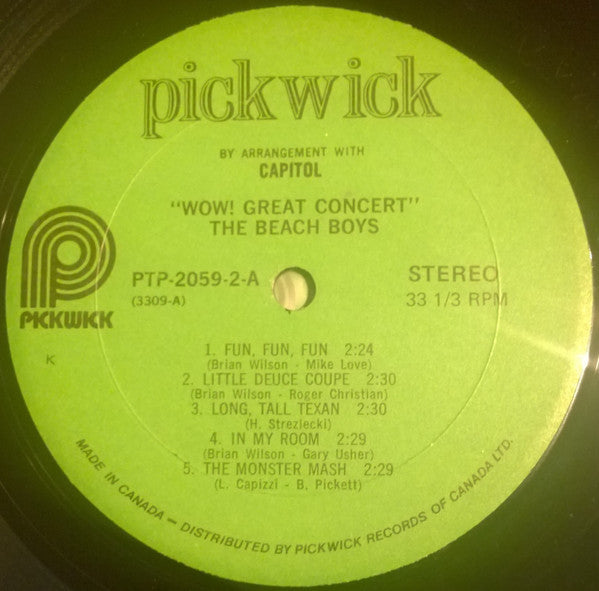 pickwick
BY ARRANGEMENT WITH
CAPITOL
"WOW! GREAT CONCERT"
THE BEACH BOYS
PTP-2059-2-A
(3309-A)
STEREO
33 1/3 RPM
PICKWICK
K
1. FUN, FUN, FUN 2:24
(Brian Wilson - Mike Love)
2. LITTLE DEUCE COUPE 2:30
(Brian Wilson - Roger Christian)
3. LONG, TALL TEXAN 2:30
(H. Strezlecki)
4. IN MY ROOM 2:29
(Brian Wilson - Gary Usher)
5. THE MONSTER MASH 2:29
(L. Capizzi - B. Pickett)
MADE IN CANADA – DISTRIBUTED BY PICKWICK RECORDS OF CANADA LTD.